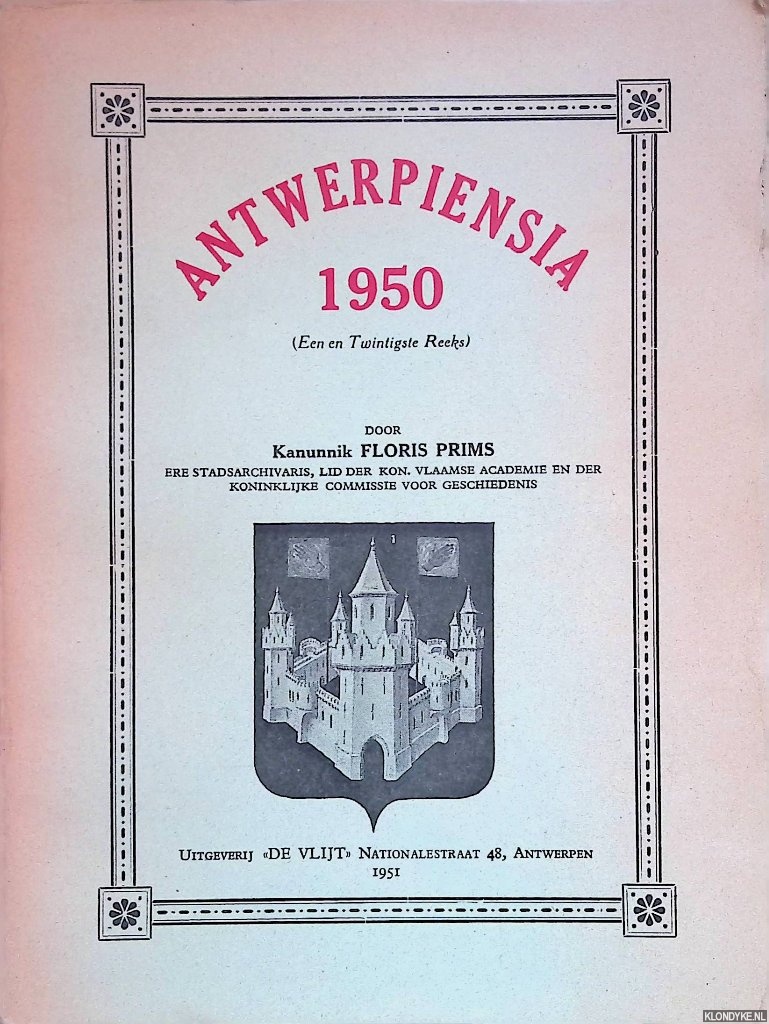 ANTWERPIENSIA
1950
(Een en Twintigste Reeks)
DOOR
Kanunnik FLORIS PRIMS
ERE STADSARCHIVARIS, LID DER KON. VLAAMSE ACADEMIE EN DER
KONINKLIJKE COMMISSIE VOOR GESCHIEDENIS
UITGEVERIJ «DE VLIJT» NATIONALESTRAAT 48, ANTWERPEN
1951
KLONDYKE.NL